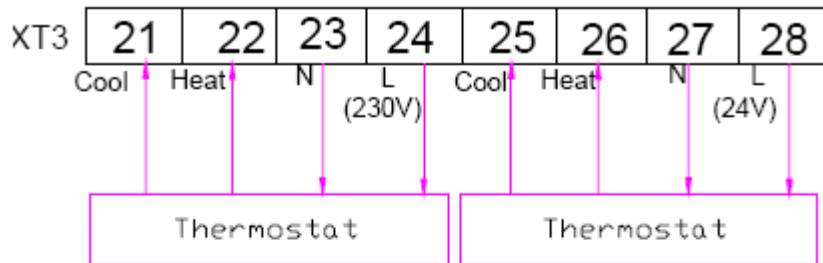 XT3 21 22 23 24 25 26 27 28
Cool Heat N L Cool Heat N L
(230V) (24V)
Thermostat Thermostat